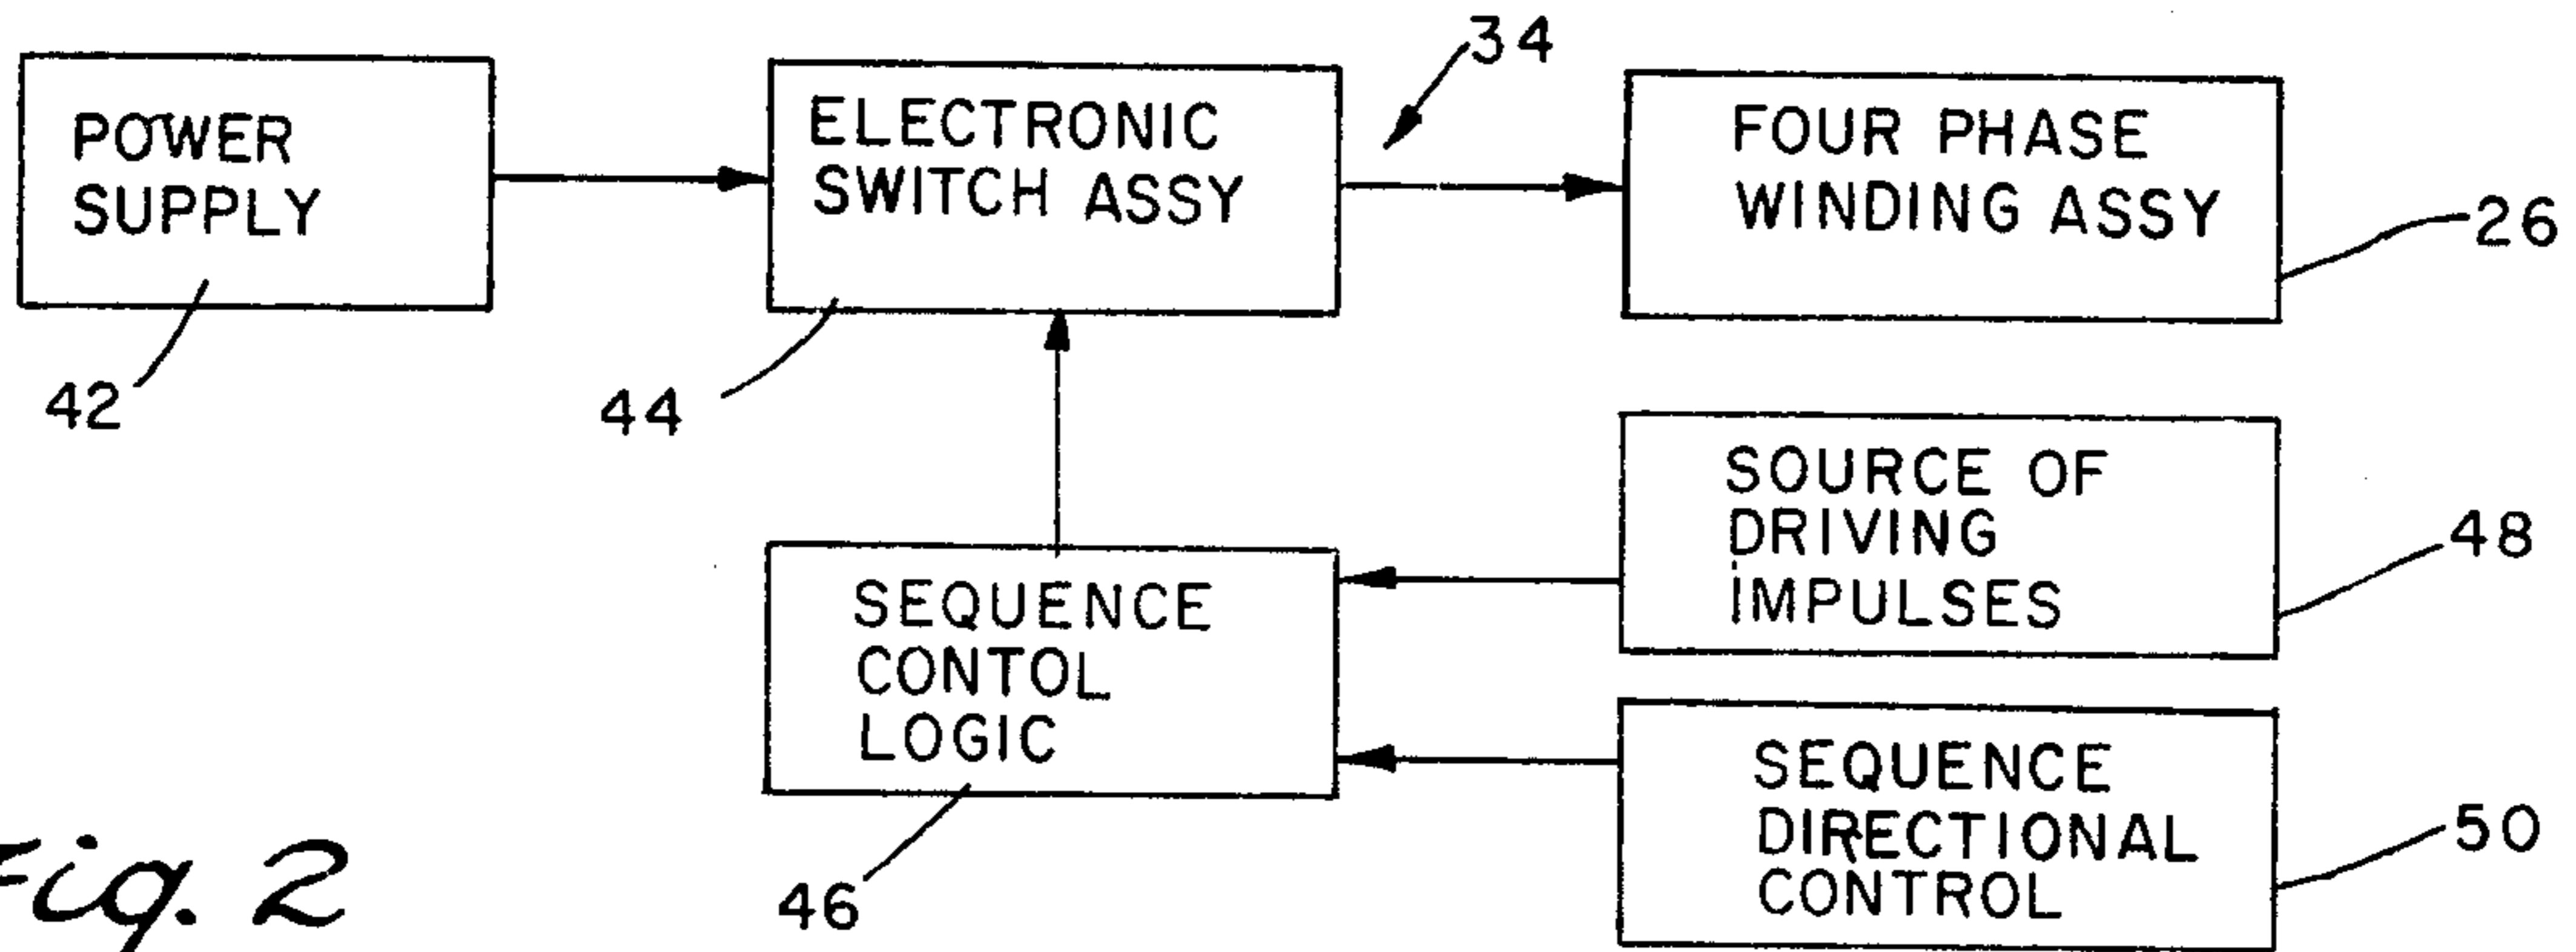 POWER
SUPPLY
42
ELECTRONIC
SWITCH ASSY
44
34
FOUR PHASE
WINDING ASSY
26
SEQUENCE
CONTOL
LOGIC
46
SOURCE OF
DRIVING
IMPULSES
48
SEQUENCE
DIRECTIONAL
CONTROL
50
Fig. 2